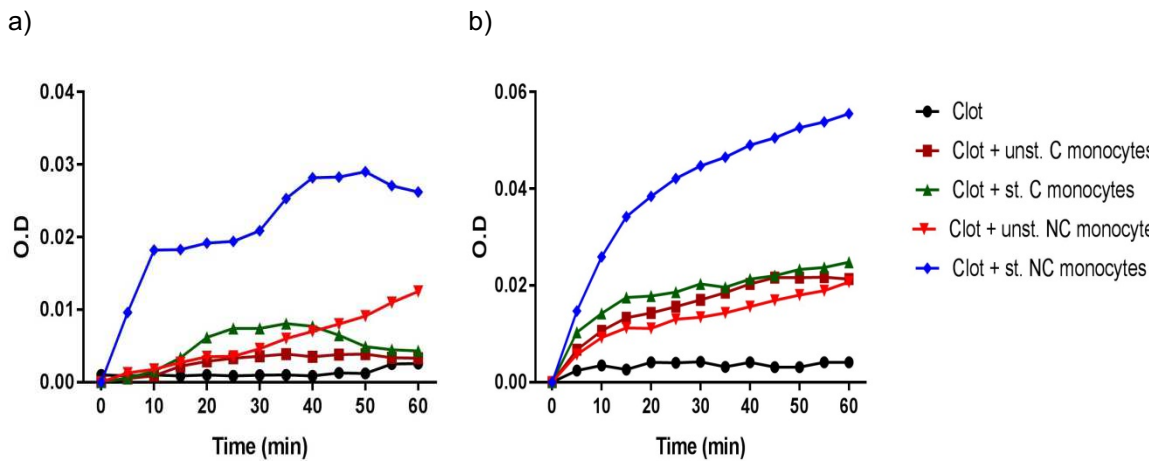 a)
b)
0.04
0.03
0.02
0.01
0.00
O.D
0 10 20 30 40 50 60
Time (min)
0.06
0.04
0.02
0.00
O.D
0 10 20 30 40 50 60
Time (min)
Clot
Clot + unst. C monocytes
Clot + st. C monocytes
Clot + unst. NC monocyte
Clot + st. NC monocytes